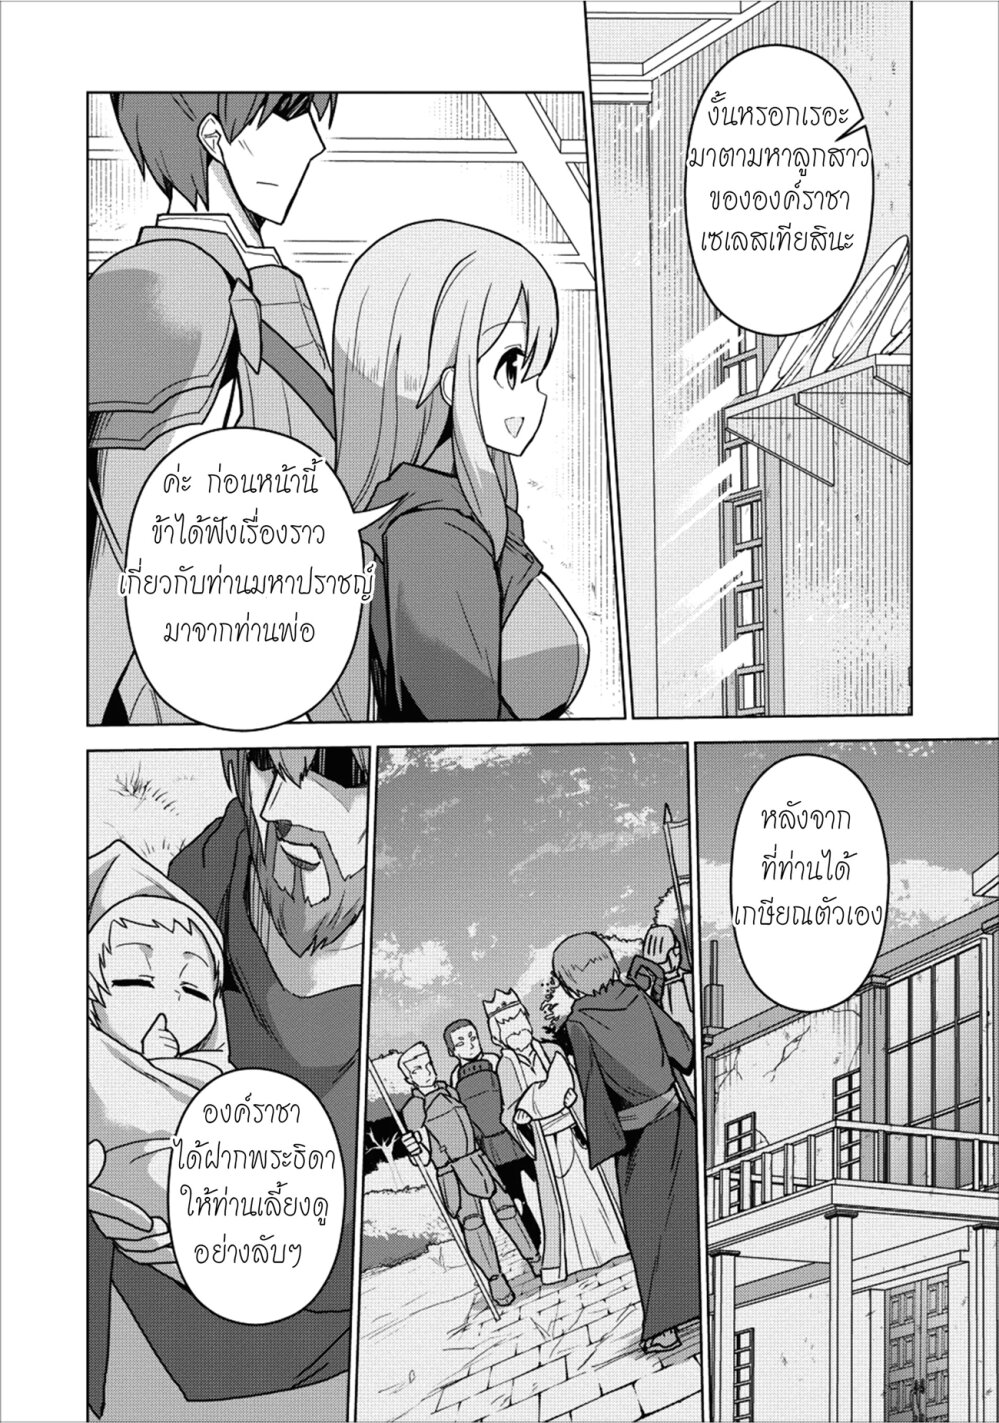 งั้นหรอกเรอะ
มาตามหาลูกสาว
ขององค์ราชา
เซเลสเทียสินะ
ค่ะ ก่อนหน้านี้
ข้าได้ฟังเรื่องราว
เกี่ยวกับท่านมหาปราชญ์
มาจากท่านพ่อ
หลังจาก
ที่ท่านได้
เกษียณตัวเอง
องค์ราชา
ได้ฝากพระธิดา
ให้ท่านเลี้ยงดู
อย่างลับๆ